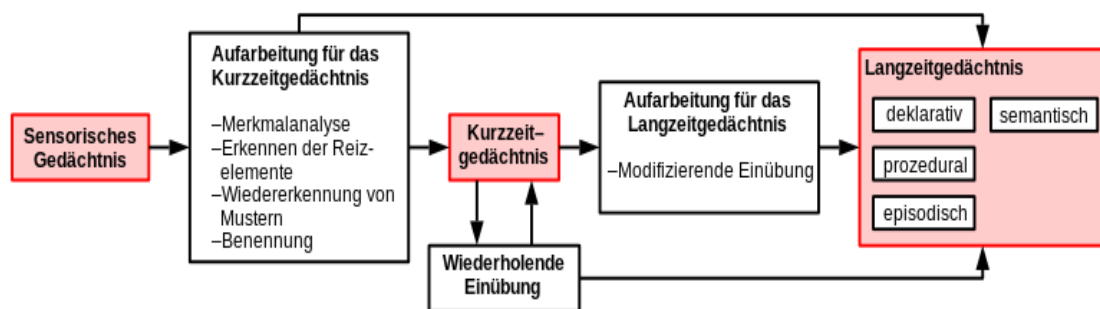 Sensorisches
Gedächtnis
Aufarbeitung für das
Kurzzeitgedächtnis
–Merkmalanalyse
–Erkennen der Reiz-
elemente
–Wiedererkennung von
Mustern
–Benennung
Kurzzeit–
gedächtnis
Wiederholende
Einübung
Aufarbeitung für das
Langzeitgedächtnis
–Modifizierende Einübung
Langzeitgedächtnis
deklarativ
semantisch
prozedural
episodisch